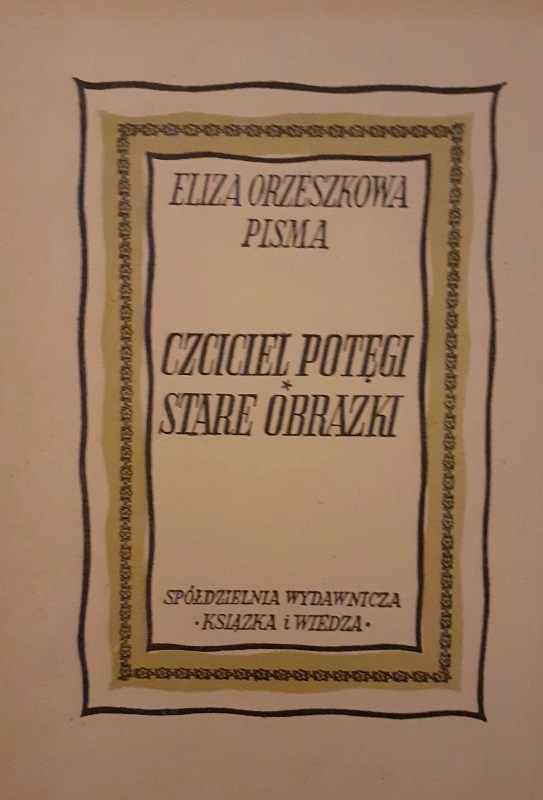 ELIZA ORZESZKOWA
PISMA
CZCICIEL POTĘGI
*
STARE OBRAZKI
SPÓŁDZIELNIA WYDAWNICZA
• KSIĄŻKA i WIEDZA •